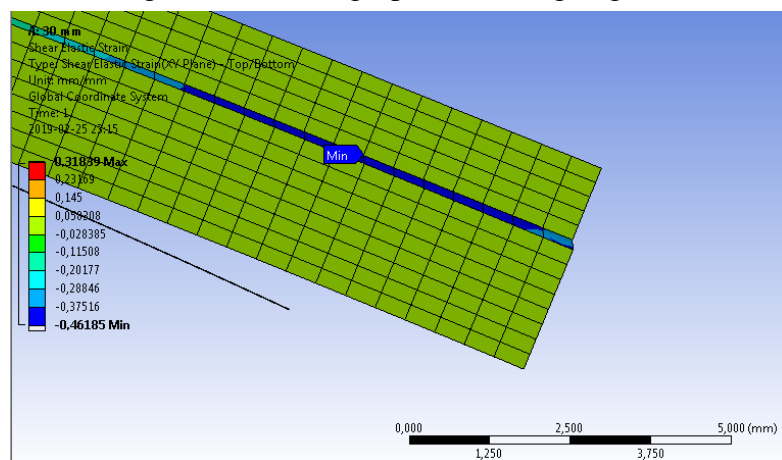 A: 30 mm
Shear Elastic Strain
Type: Shear Elastic Strain(XY Plane) - Top/Bottom
Unit: mm/mm
Global Coordinate System
Time: 1
2019-02-25 23:15
0,31839 Max
0,23169
0,145
0,058308
-0,028385
-0,11508
-0,20177
-0,28846
-0,37516
-0,46185 Min
Min
0,000 2,500 5,000 (mm)
1,250 3,750